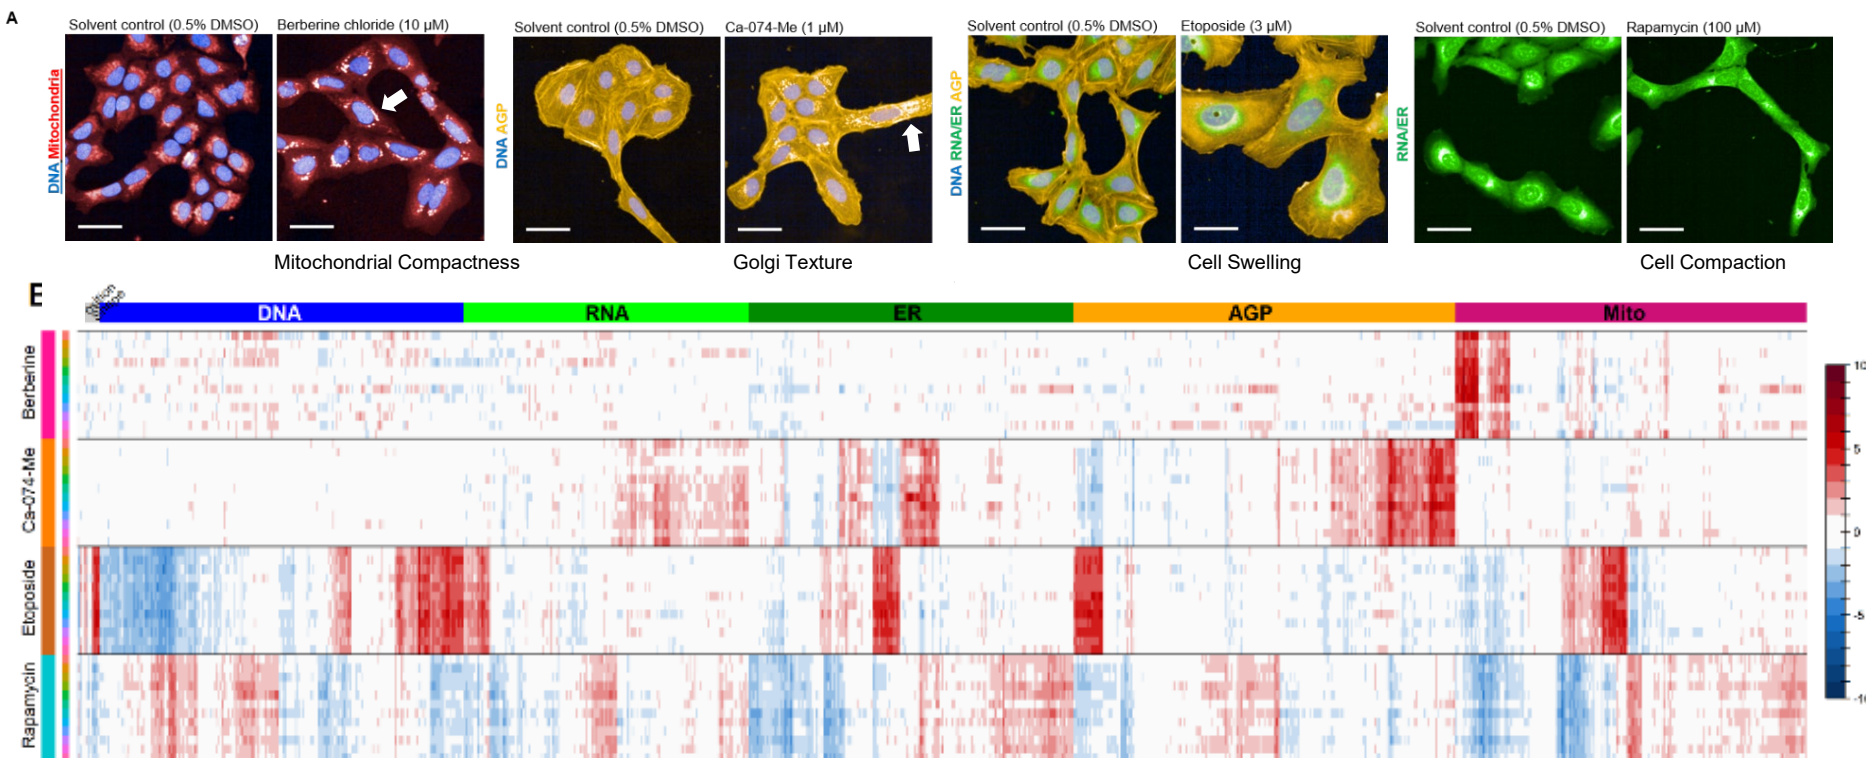 A
Solvent control (0.5% DMSO) Berberine chloride (10 µM)
DNA Mitochondria
Solvent control (0.5% DMSO) Ca-074-Me (1 µM)
DNA AGP
Solvent control (0.5% DMSO) Etoposide (3 µM)
DNA RNA/ER AGP
Solvent control (0.5% DMSO) Rapamycin (100 µM)
RNA/ER
Mitochondrial Compactness Golgi Texture Cell Swelling Cell Compaction
DNA RNA ER AGP Mito
Berberine
Ca-074-Me
Etoposide
Rapamycin
10
5
0
-5
-10